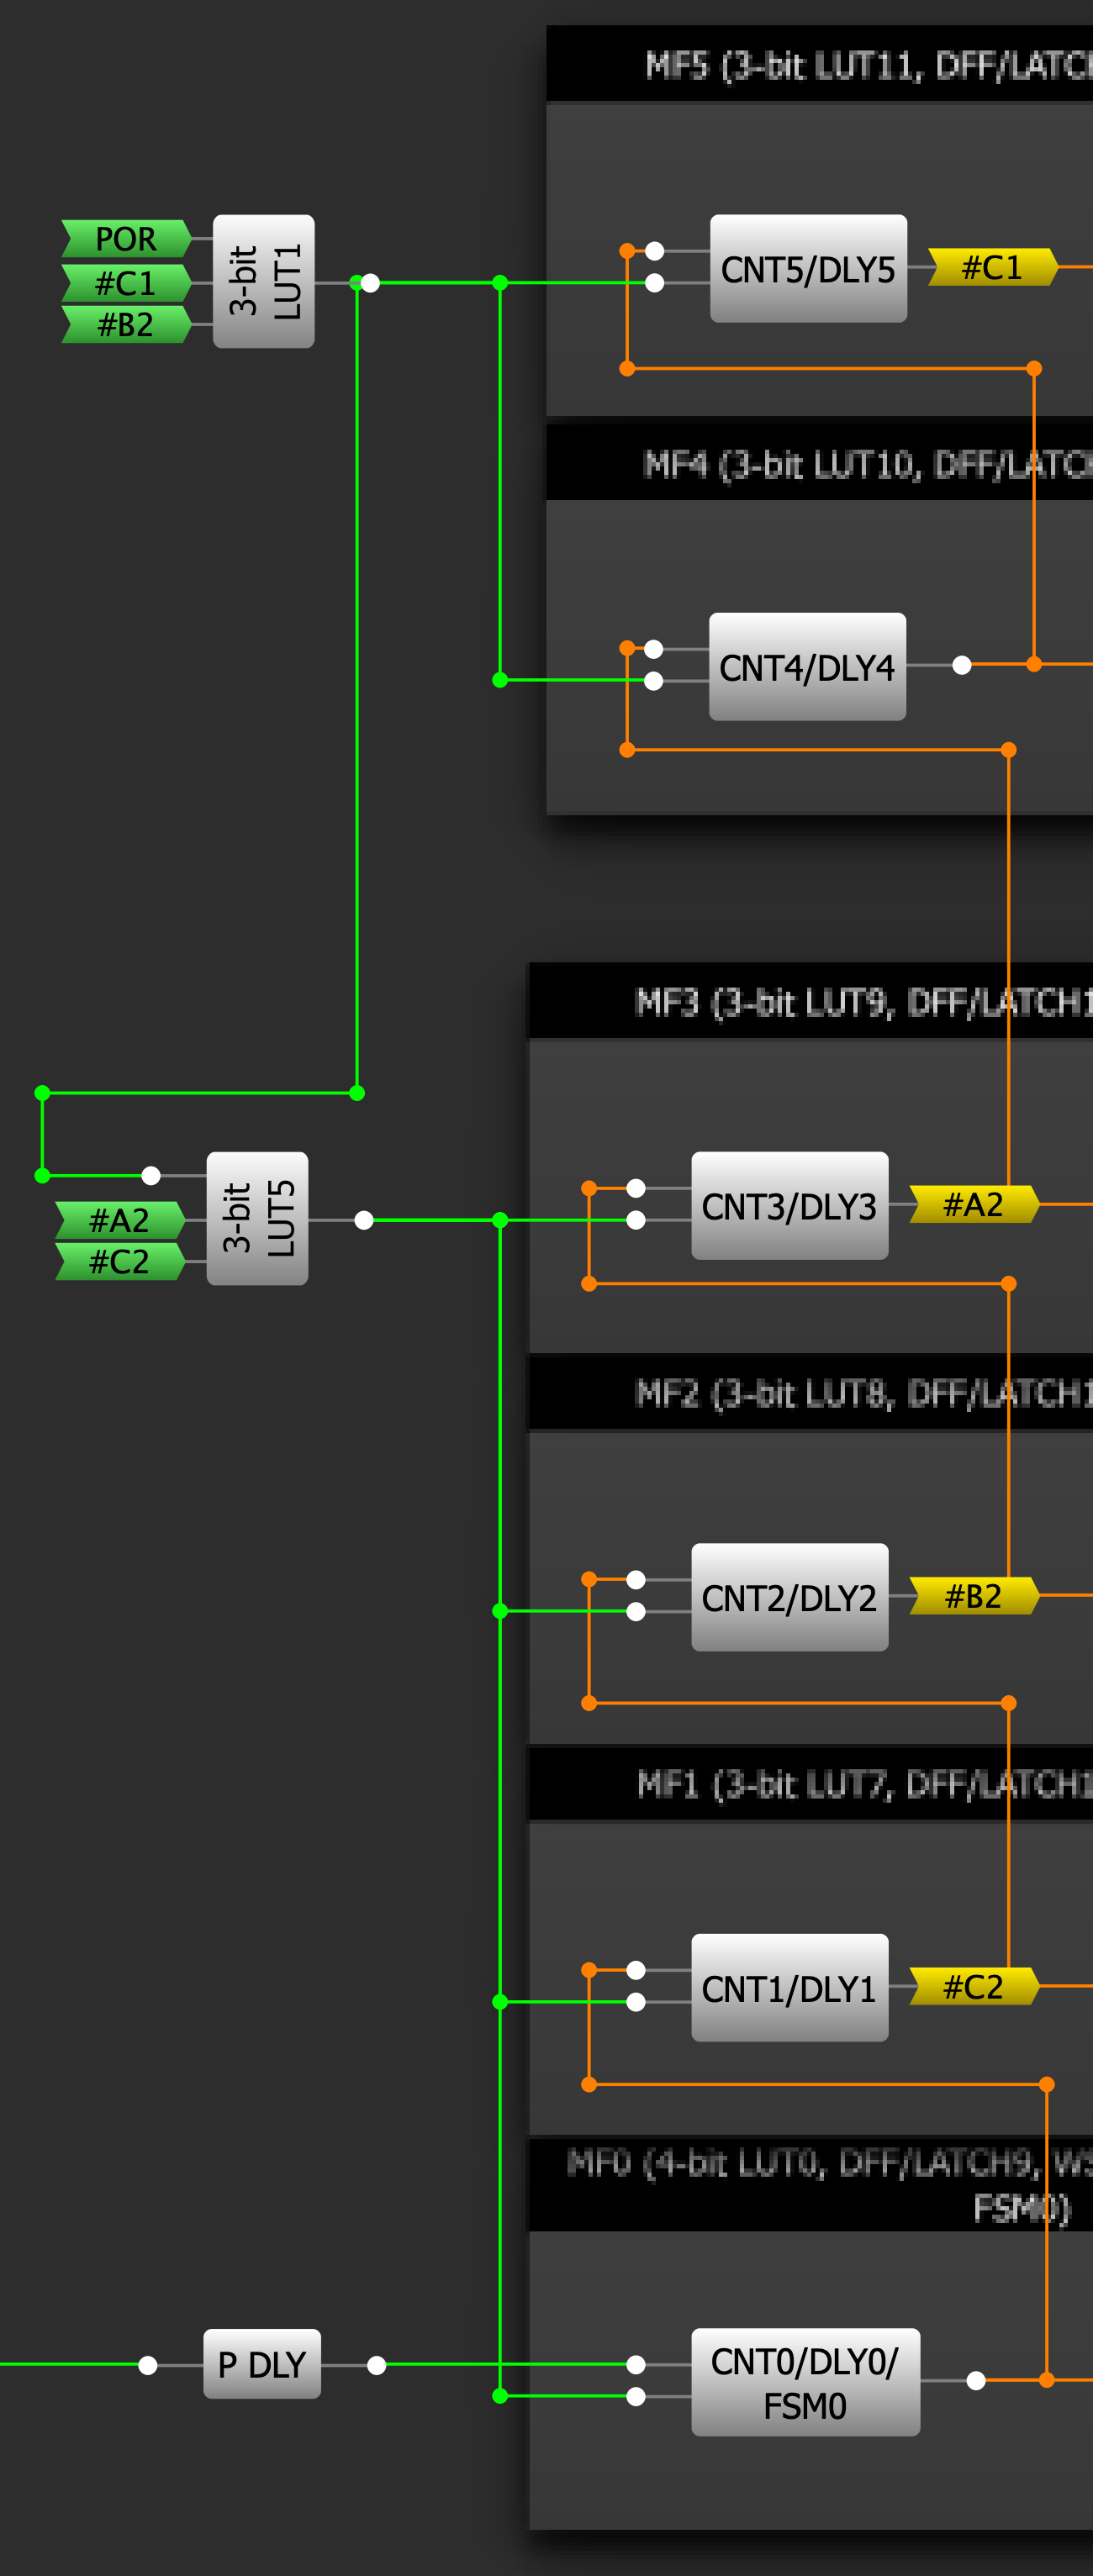 MF5 (3-bit LUT11, DFF/LATCH
POR
#C1
#B2
3-bit
LUT1
CNT5/DLY5
#C1
MF4 (3-bit LUT10, DFF/LATCH
CNT4/DLY4
MF3 (3-bit LUT9, DFF/LATCH1
3-bit
LUT5
#A2
#C2
CNT3/DLY3
#A2
MF2 (3-bit LUT8, DFF/LATCH1
CNT2/DLY2
#B2
MF1 (3-bit LUT7, DFF/LATCH1
CNT1/DLY1
#C2
MF0 (4-bit LUT0, DFF/LATCH9, WS
FSM0)
P DLY
CNT0/DLY0/
FSM0